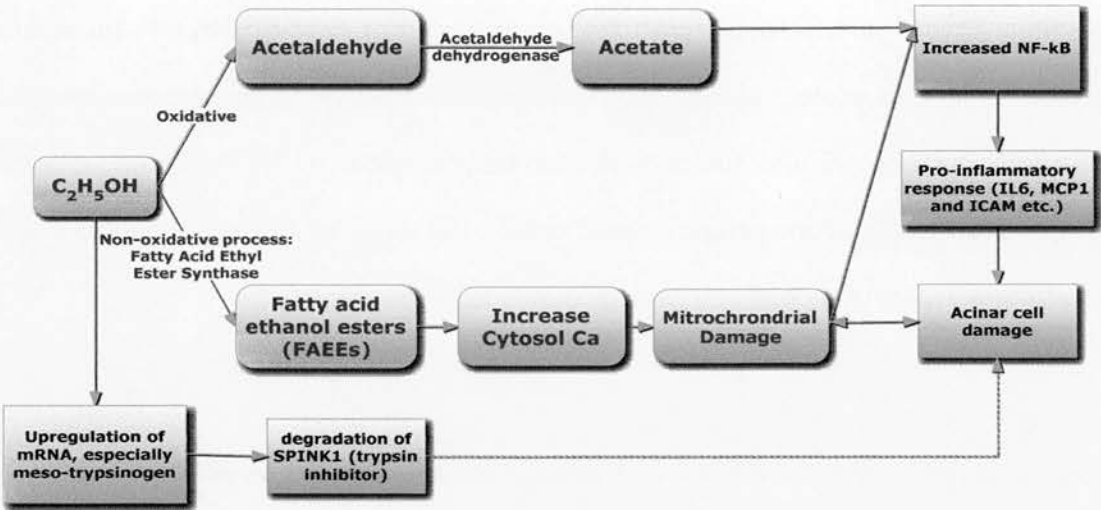 Acetaldehyde
Acetaldehyde
dehydrogenase
Acetate
Increased NF-kB
Oxidative
C₂H₅OH
Pro-inflammatory
response (IL6, MCP1
and ICAM etc.)
Non-oxidative process:
Fatty Acid Ethyl
Ester Synthase
Fatty acid
ethanol esters
(FAEEs)
Increase
Cytosol Ca
Mitrochrondrial
Damage
Acinar cell
damage
Upregulation of
mRNA, especially
meso-trypsinogen
degradation of
SPINK1 (trypsin
inhibitor)